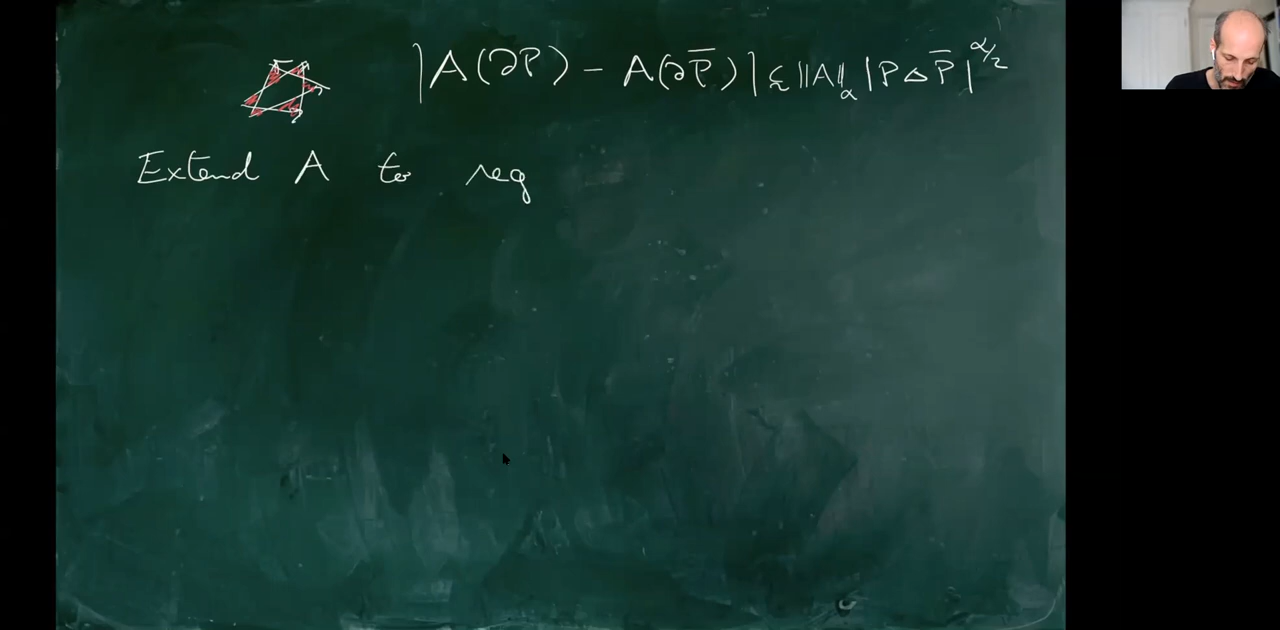 |A(∂P) − A(∂P̄)| ≲ ‖A‖_α |P △ P̄|^{α/2}
Extend A to reg